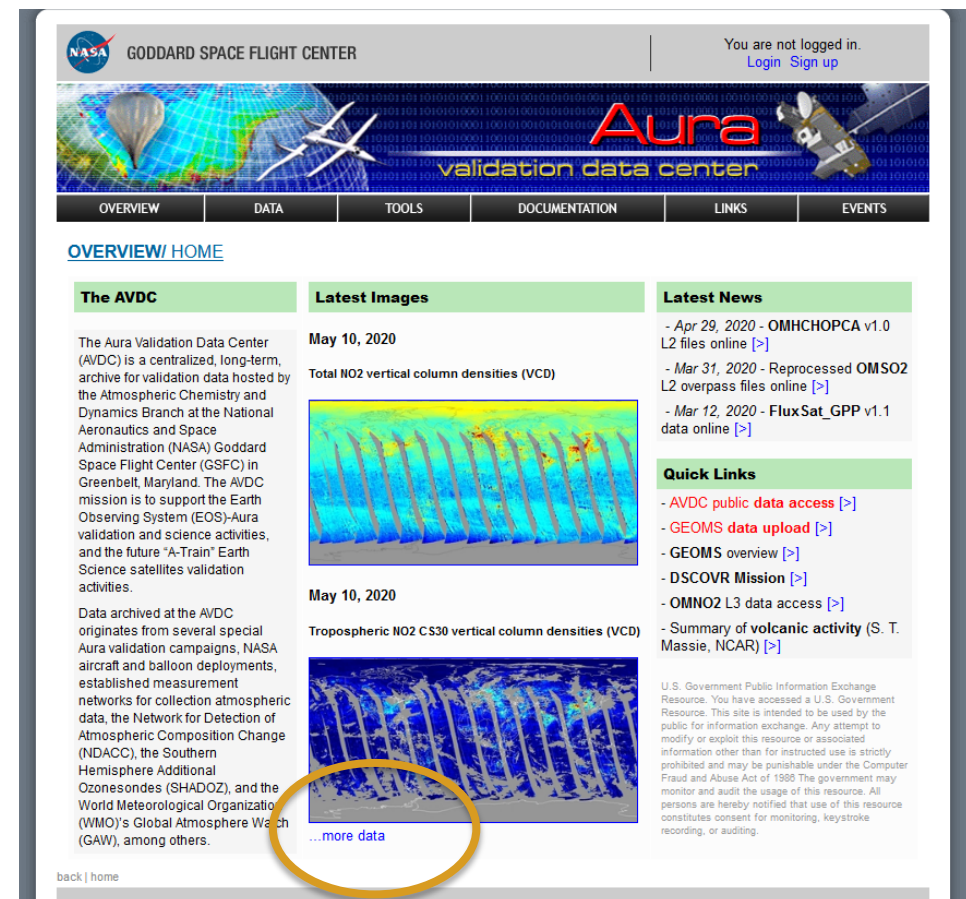 NASA
GODDARD SPACE FLIGHT CENTER
You are not logged in.
Login Sign up
Aura
validation data center
OVERVIEW DATA TOOLS DOCUMENTATION LINKS EVENTS
OVERVIEW/ HOME
The AVDC
The Aura Validation Data Center
(AVDC) is a centralized, long-term,
archive for validation data hosted by
the Atmospheric Chemistry and
Dynamics Branch at the National
Aeronautics and Space
Administration (NASA) Goddard
Space Flight Center (GSFC) in
Greenbelt, Maryland. The AVDC
mission is to support the Earth
Observing System (EOS)-Aura
validation and science activities,
and the future “A-Train” Earth
Science satellites validation
activities.
Data archived at the AVDC
originates from several special
Aura validation campaigns, NASA
aircraft and balloon deployments,
established measurement
networks for collection atmospheric
data, the Network for Detection of
Atmospheric Composition Change
(NDACC), the Southern
Hemisphere Additional
Ozonesondes (SHADOZ), and the
World Meteorological Organization
(WMO)'s Global Atmosphere Watch
(GAW), among others.
Latest Images
May 10, 2020
Total NO2 vertical column densities (VCD)
May 10, 2020
Tropospheric NO2 CS30 vertical column densities (VCD)
...more data
Latest News
- Apr 29, 2020 - OMHCHOPCA v1.0
L2 files online [>]
- Mar 31, 2020 - Reprocessed OMSO2
L2 overpass files online [>]
- Mar 12, 2020 - FluxSat_GPP v1.1
data online [>]
Quick Links
- AVDC public data access [>]
- GEOMS data upload [>]
- GEOMS overview [>]
- DSCOVR Mission [>]
- OMNO2 L3 data access [>]
- Summary of volcanic activity (S. T.
Massie, NCAR) [>]
U.S. Government Public Information Exchange
Resource. You have accessed a U.S. Government
Resource. This site is intended to be used by the
public for information exchange. Any attempt to
modify or exploit this resource or associated
information other than for instructed use is strictly
prohibited and may be punishable under the Computer
Fraud and Abuse Act of 1986 The government may
monitor and audit the usage of this resource. All
persons are hereby notified that use of this resource
constitutes consent for monitoring, keystroke
recording, or auditing.
back | home